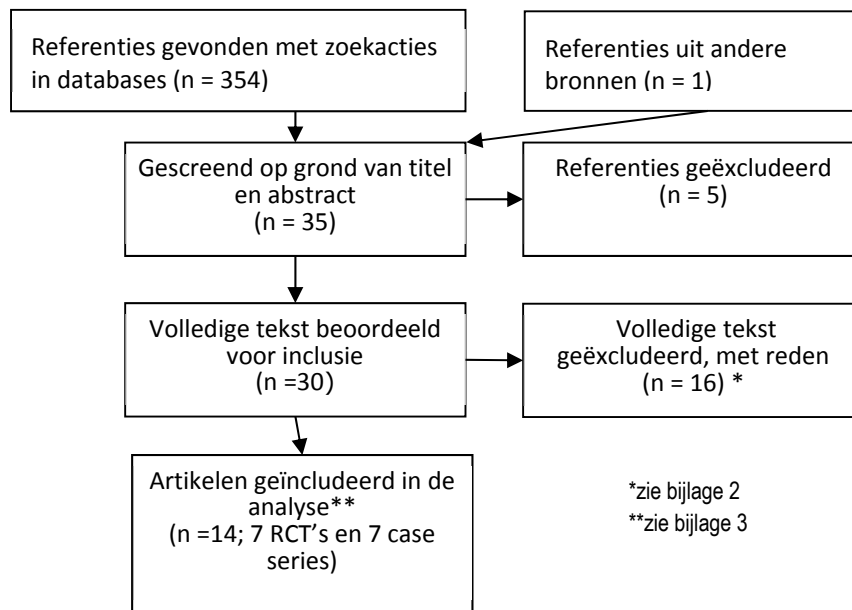 Referenties gevonden met zoekacties
in databases (n = 354)
Referenties uit andere
bronnen (n = 1)
Gescreend op grond van titel
en abstract
(n = 35)
Referenties geëxcludeerd
(n = 5)
Volledige tekst beoordeeld
voor inclusie
(n =30)
Volledige tekst
geëxcludeerd, met reden
(n = 16) *
Artikelen geïncludeerd in de
analyse**
(n =14; 7 RCT’s en 7 case
series)
*zie bijlage 2
**zie bijlage 3